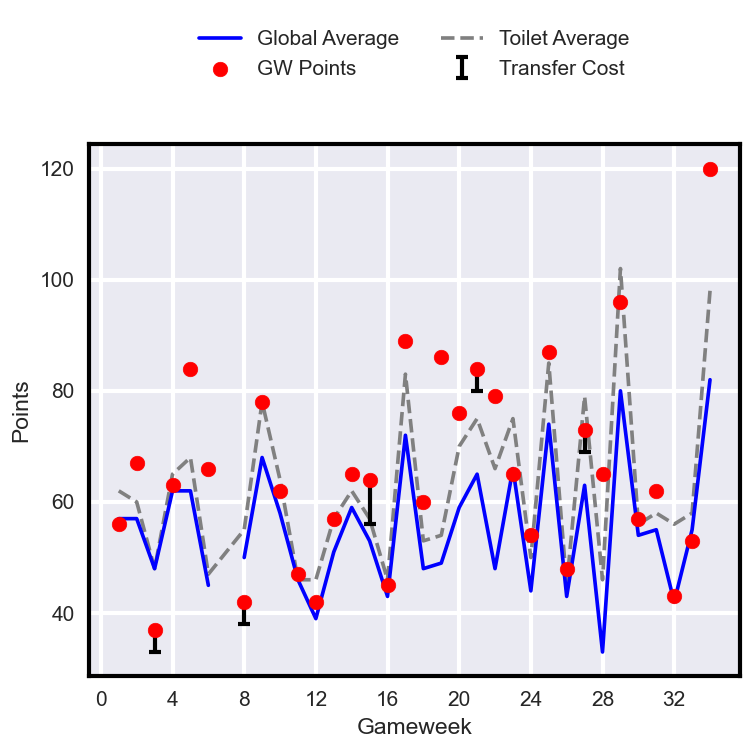 Global Average
Toilet Average
GW Points
Transfer Cost
120
100
80
60
40
Points
0 4 8 12 16 20 24 28 32
Gameweek